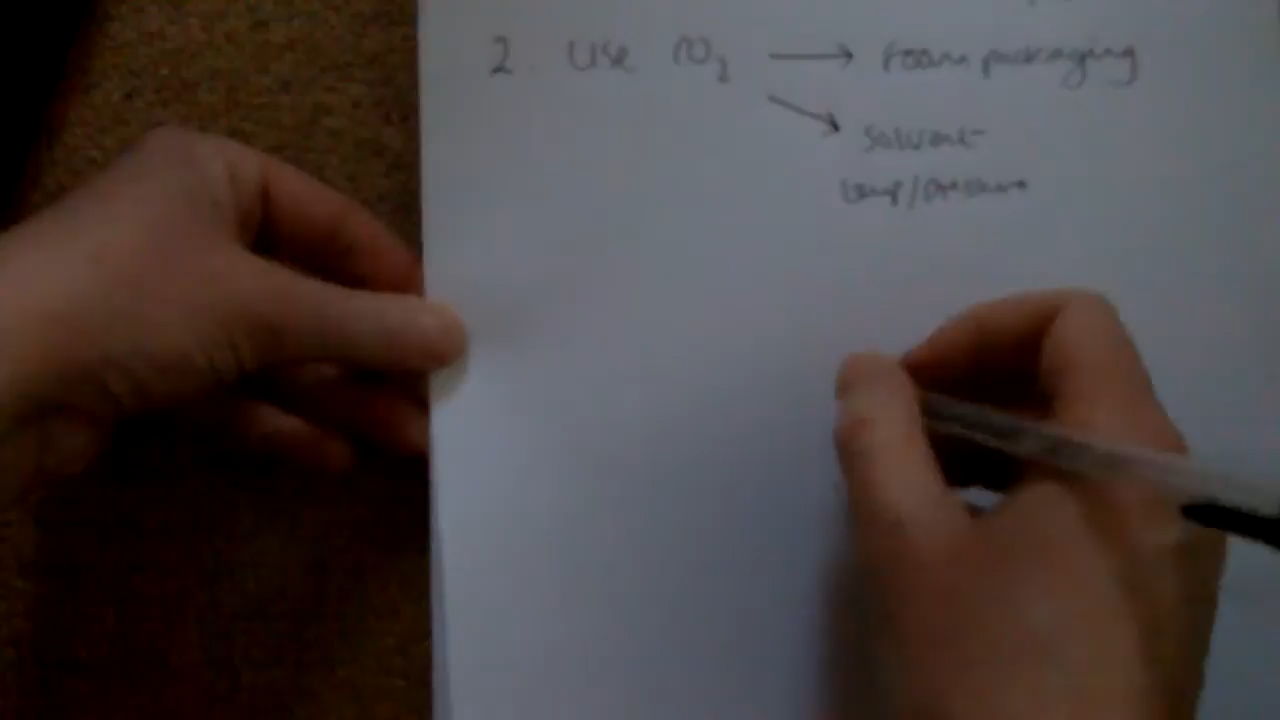 2. Use CO₂ → Foam packaging
↘ Solvent
temp/pressure